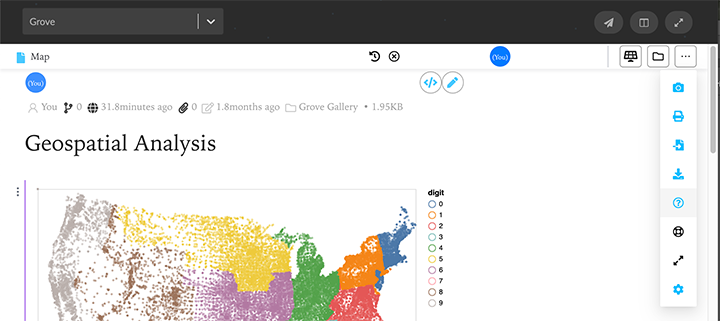 Grove
Map
(You)
(You)
You 0 31.8minutes ago 0 1.8months ago Grove Gallery • 1.95KB
Geospatial Analysis
digit
0
1
2
3
4
5
6
7
8
9